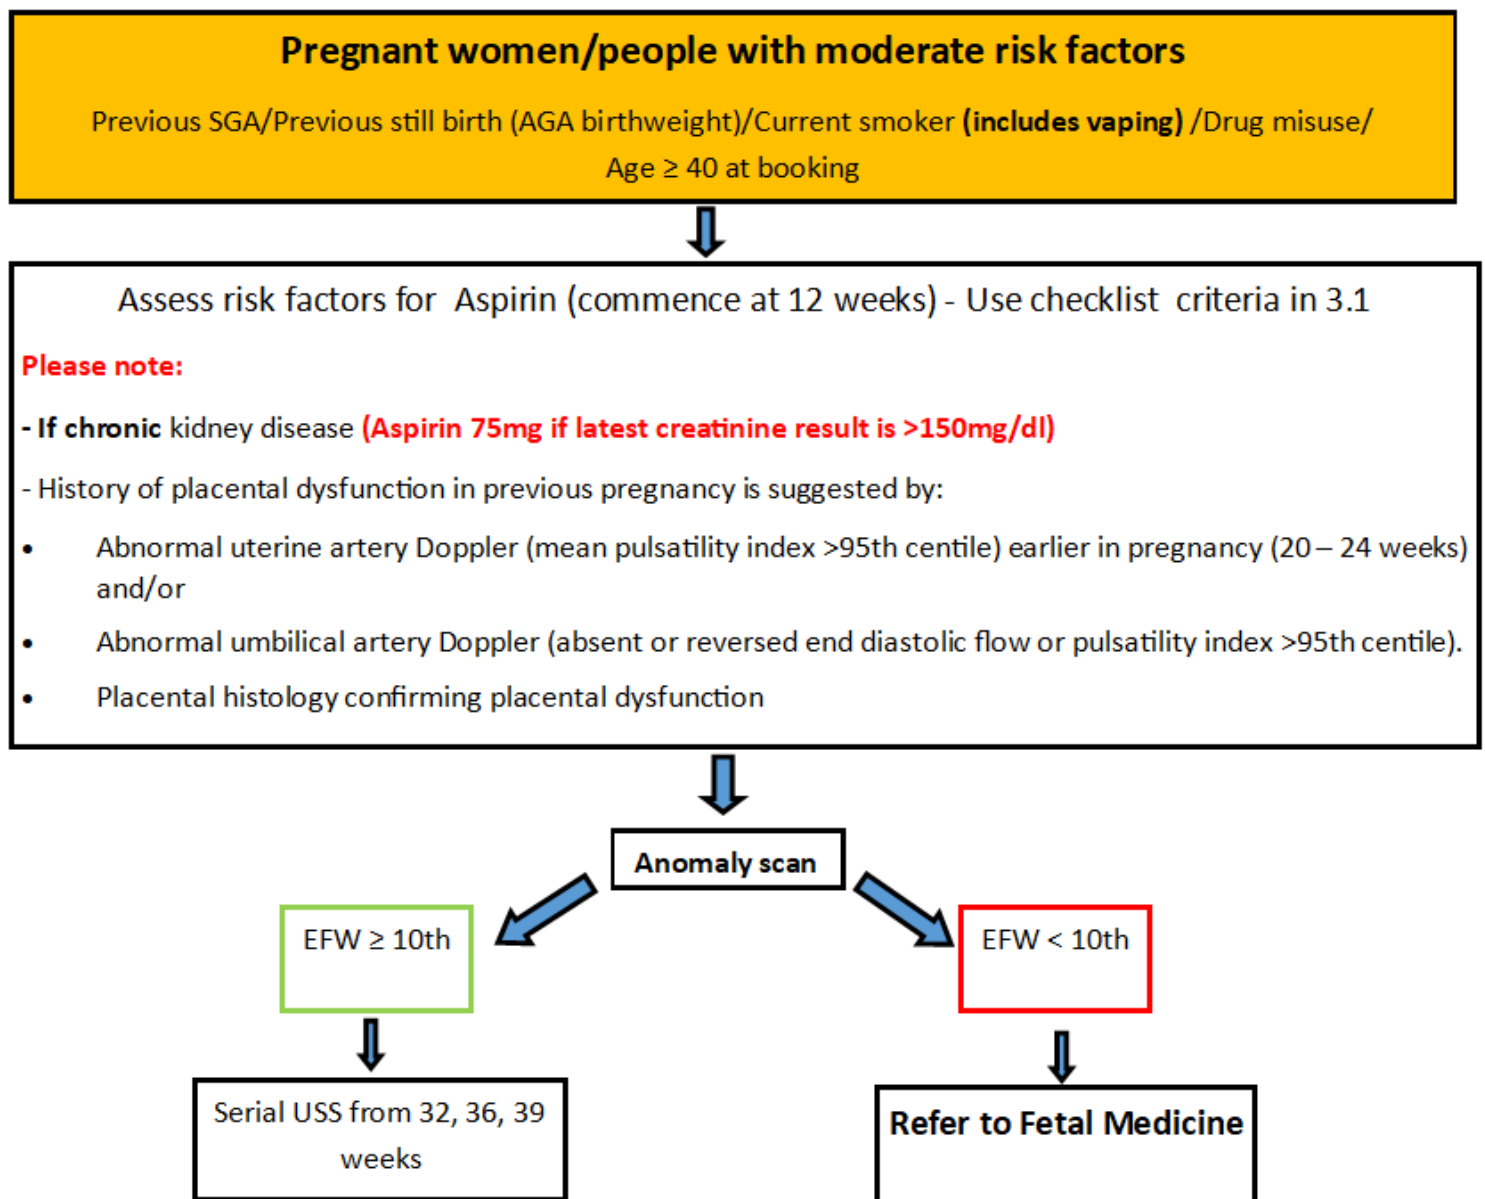 Pregnant women/people with moderate risk factors
Previous SGA/Previous still birth (AGA birthweight)/Current smoker (includes vaping) /Drug misuse/
Age ≥ 40 at booking
Assess risk factors for Aspirin (commence at 12 weeks) - Use checklist criteria in 3.1
Please note:
- If chronic kidney disease (Aspirin 75mg if latest creatinine result is >150mg/dl)
- History of placental dysfunction in previous pregnancy is suggested by:
• Abnormal uterine artery Doppler (mean pulsatility index >95th centile) earlier in pregnancy (20 – 24 weeks)
and/or
• Abnormal umbilical artery Doppler (absent or reversed end diastolic flow or pulsatility index >95th centile).
• Placental histology confirming placental dysfunction
Anomaly scan
EFW ≥ 10th
EFW < 10th
Serial USS from 32, 36, 39
weeks
Refer to Fetal Medicine